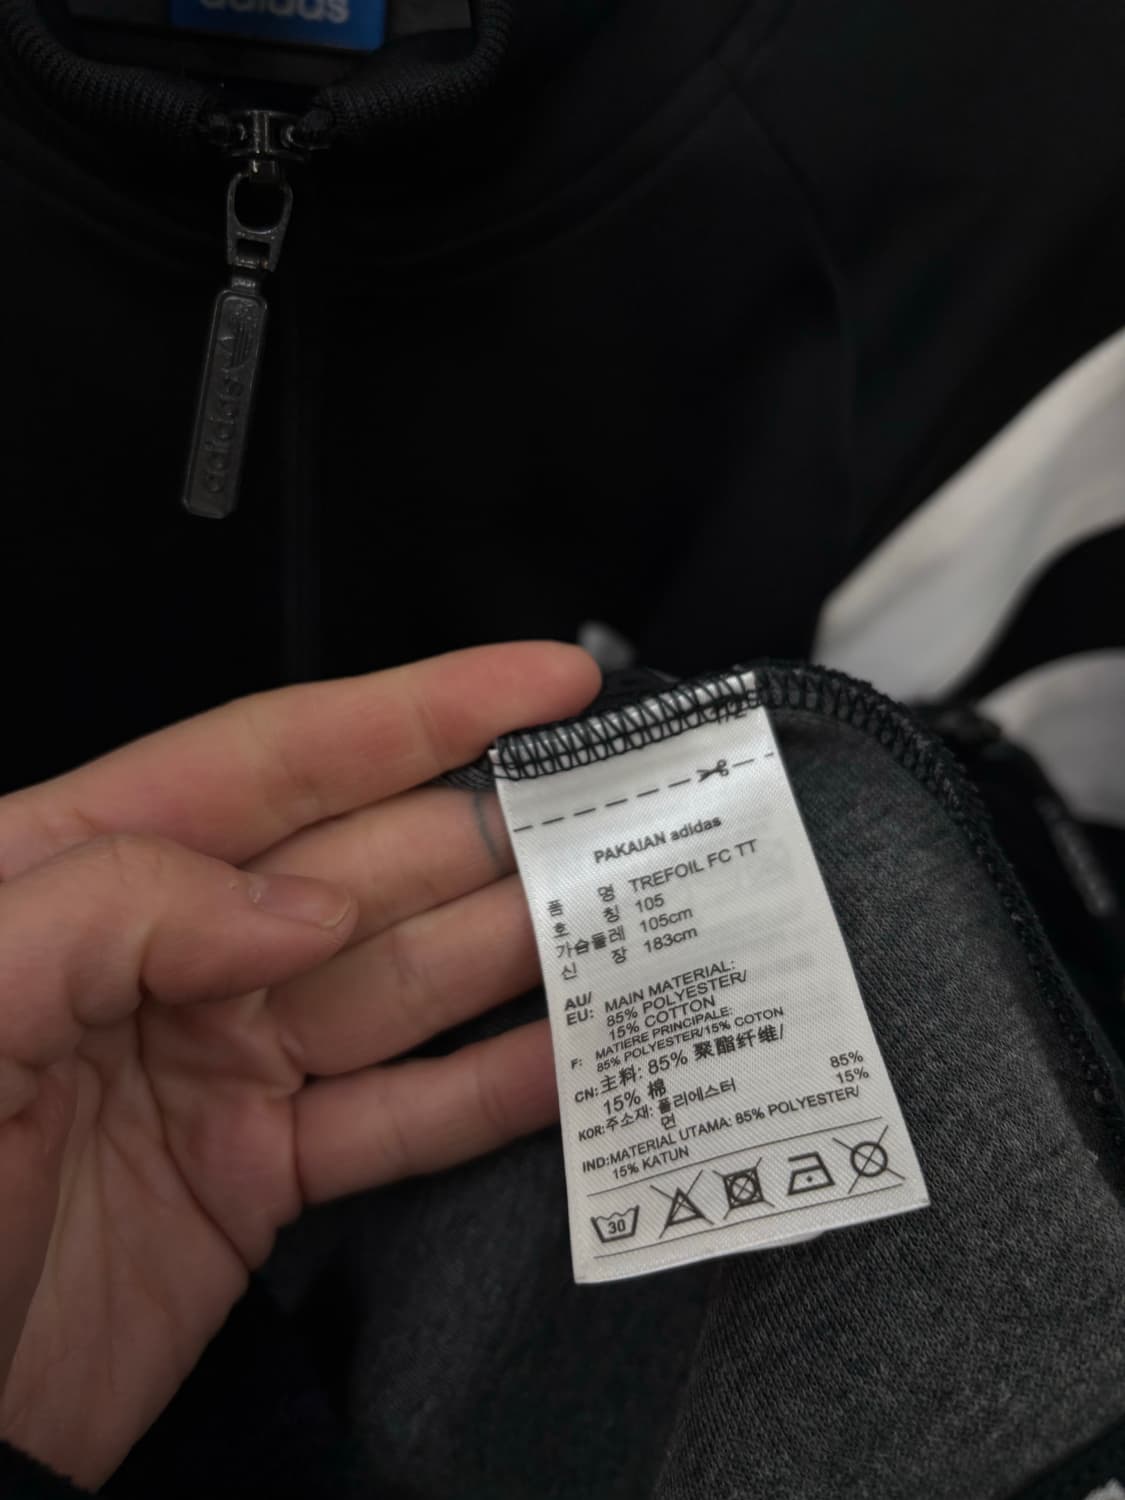 adidas
adidas
PAKAIAN adidas
품 명 TREFOIL FC TT
호 칭 105
가슴둘레 105cm
신 장 183cm
AU/ EU: MAIN MATERIAL:
85% POLYESTER/
15% COTTON
F: MATIERE PRINCIPALE:
85% POLYESTER/15% COTON
CN: 主料: 85% 聚酯纤维/
15% 棉
KOR: 주소재: 폴리에스터 85%
면 15%
IND: MATERIAL UTAMA: 85% POLYESTER/
15% KATUN
30